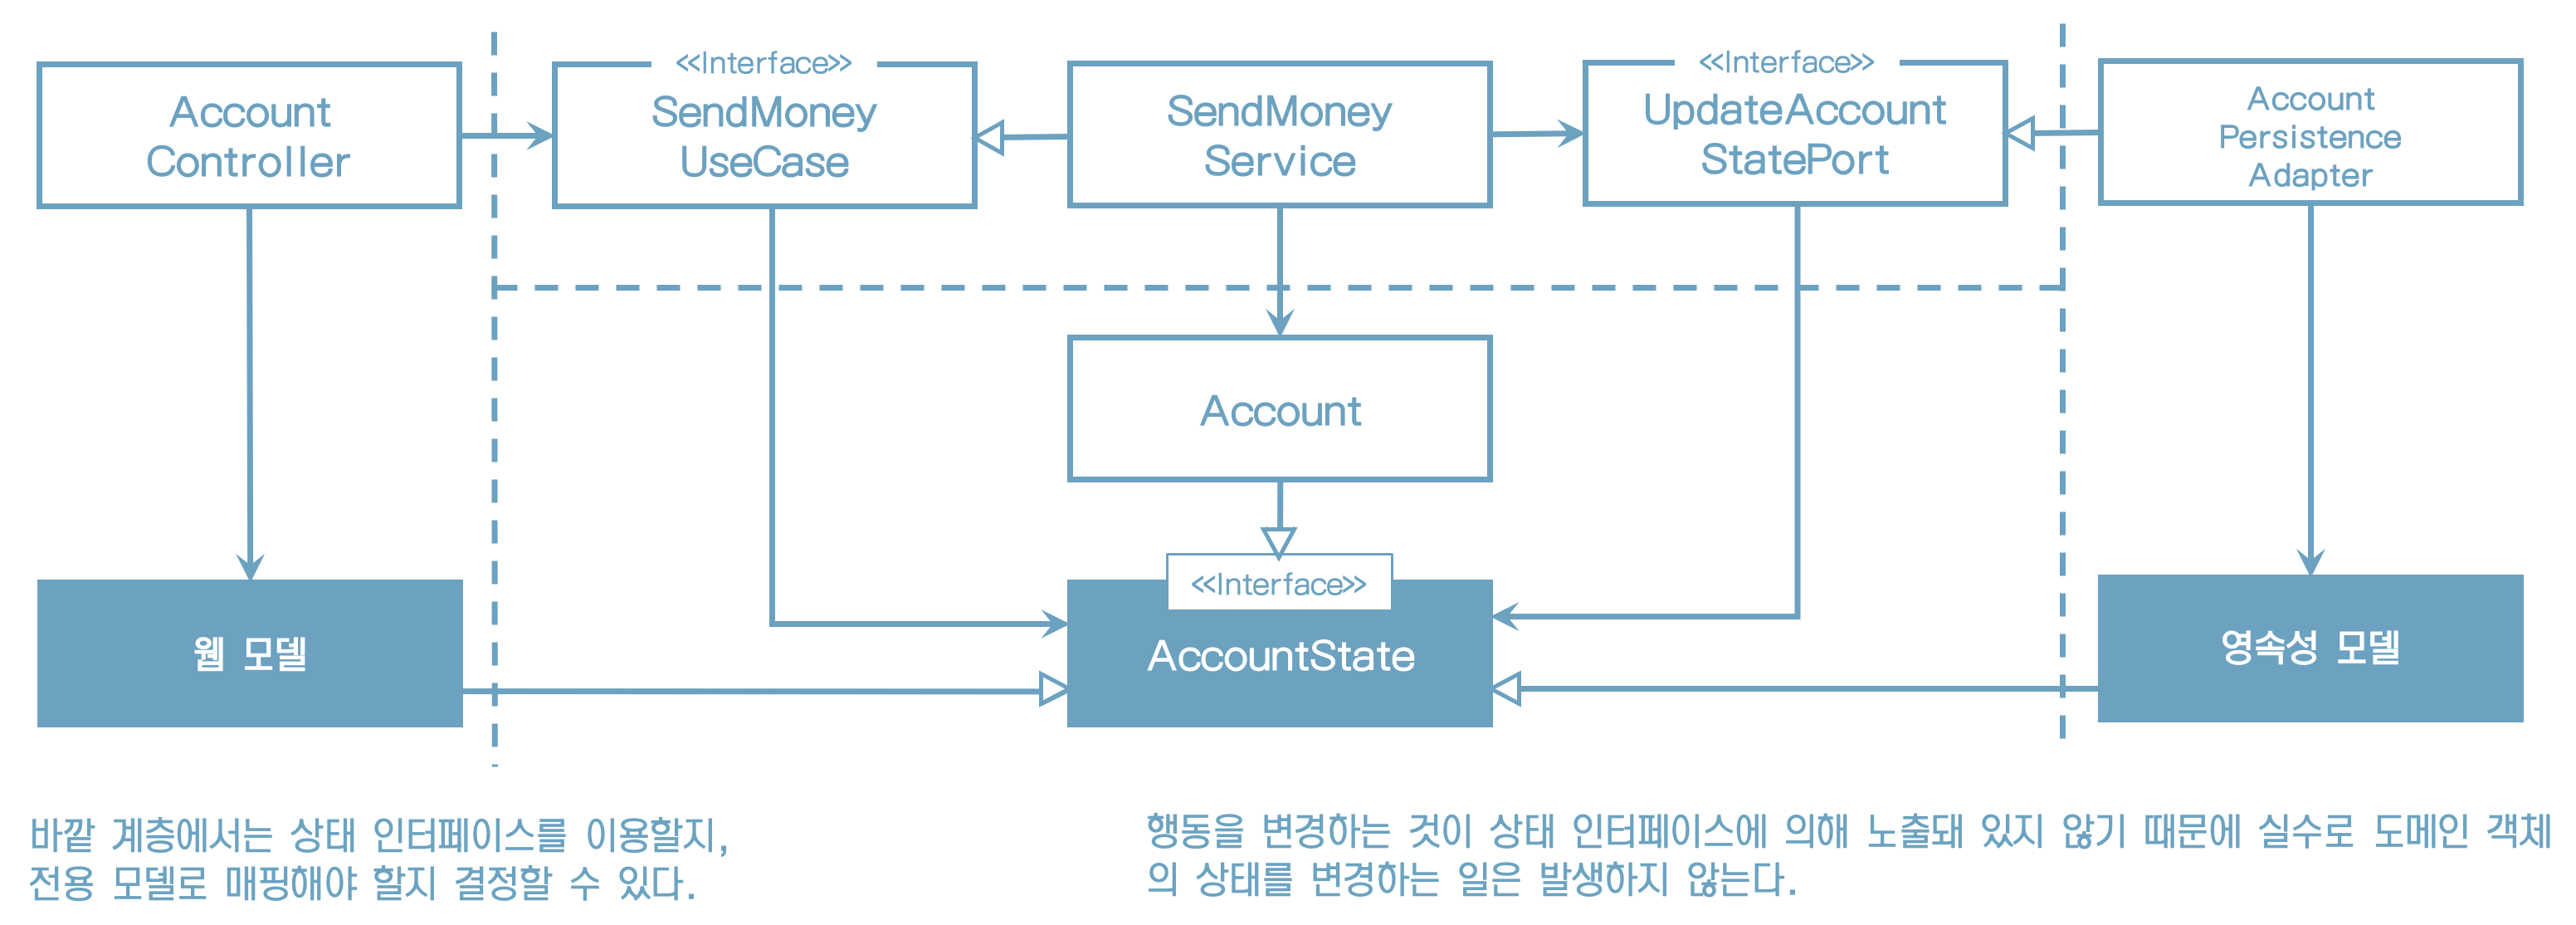 Account
Controller
<<Interface>>
SendMoney
UseCase
SendMoney
Service
<<Interface>>
UpdateAccount
StatePort
Account
Persistence
Adapter
Account
<<Interface>>
AccountState
웹 모델
영속성 모델
바깥 계층에서는 상태 인터페이스를 이용할지,
전용 모델로 매핑해야 할지 결정할 수 있다.
행동을 변경하는 것이 상태 인터페이스에 의해 노출돼 있지 않기 때문에 실수로 도메인 객체
의 상태를 변경하는 일은 발생하지 않는다.